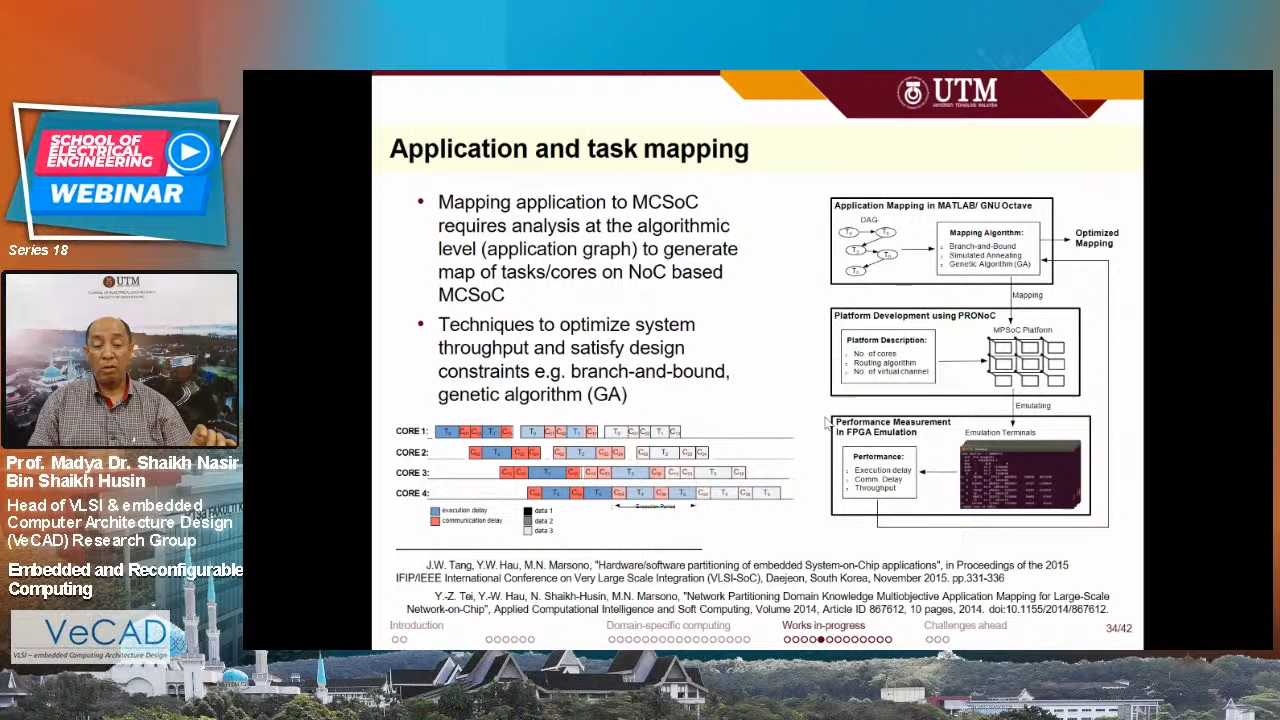 SCHOOL OF
ELECTRICAL
ENGINEERING
WEBINAR
Series 18
UTM
UNIVERSITI TEKNOLOGI MALAYSIA
UTM
Prof. Madya Dr. Shaikh Nasir
Bin Shaikh Husin
Head of VLSI & embedded
Computer Architecture Design
(VeCAD) Research Group
Embedded and Reconfigurable
Computing
VeCAD
VLSI – embedded Computing Architecture Design
Application and task mapping
• Mapping application to MCSoC
requires analysis at the algorithmic
level (application graph) to generate
map of tasks/cores on NoC based
MCSoC
• Techniques to optimize system
throughput and satisfy design
constraints e.g. branch-and-bound,
genetic algorithm (GA)
CORE 1:
CORE 2:
CORE 3:
CORE 4:
Execution Period
execution delay
communication delay
data 1
data 2
data 3
Application Mapping in MATLAB/ GNU Octave
DAG
Mapping Algorithm:
Branch-and-Bound
Simulated Annealing
Genetic Algorithm (GA)
Optimized
Mapping
Mapping
Platform Development using PRONoC
MPSoC Platform
Platform Description:
No. of cores
Routing algorithm
No. of virtual channel
Emulating
Performance Measurement
in FPGA Emulation
Emulation Terminals
Performance:
Execution delay
Comm. Delay
Throughput
J.W. Tang, Y.W. Hau, M.N. Marsono, "Hardware/software partitioning of embedded System-on-Chip applications", in Proceedings of the 2015
IFIP/IEEE International Conference on Very Large Scale Integration (VLSI-SoC), Daejeon, South Korea, November 2015. pp.331-336
Y.-Z. Tei, Y.-W. Hau, N. Shaikh-Husin, M.N. Marsono, "Network Partitioning Domain Knowledge Multiobjective Application Mapping for Large-Scale
Network-on-Chip", Applied Computational Intelligence and Soft Computing, Volume 2014, Article ID 867612, 10 pages, 2014. doi:10.1155/2014/867612.
Introduction
Domain-specific computing
Works in-progress
Challenges ahead
34/42